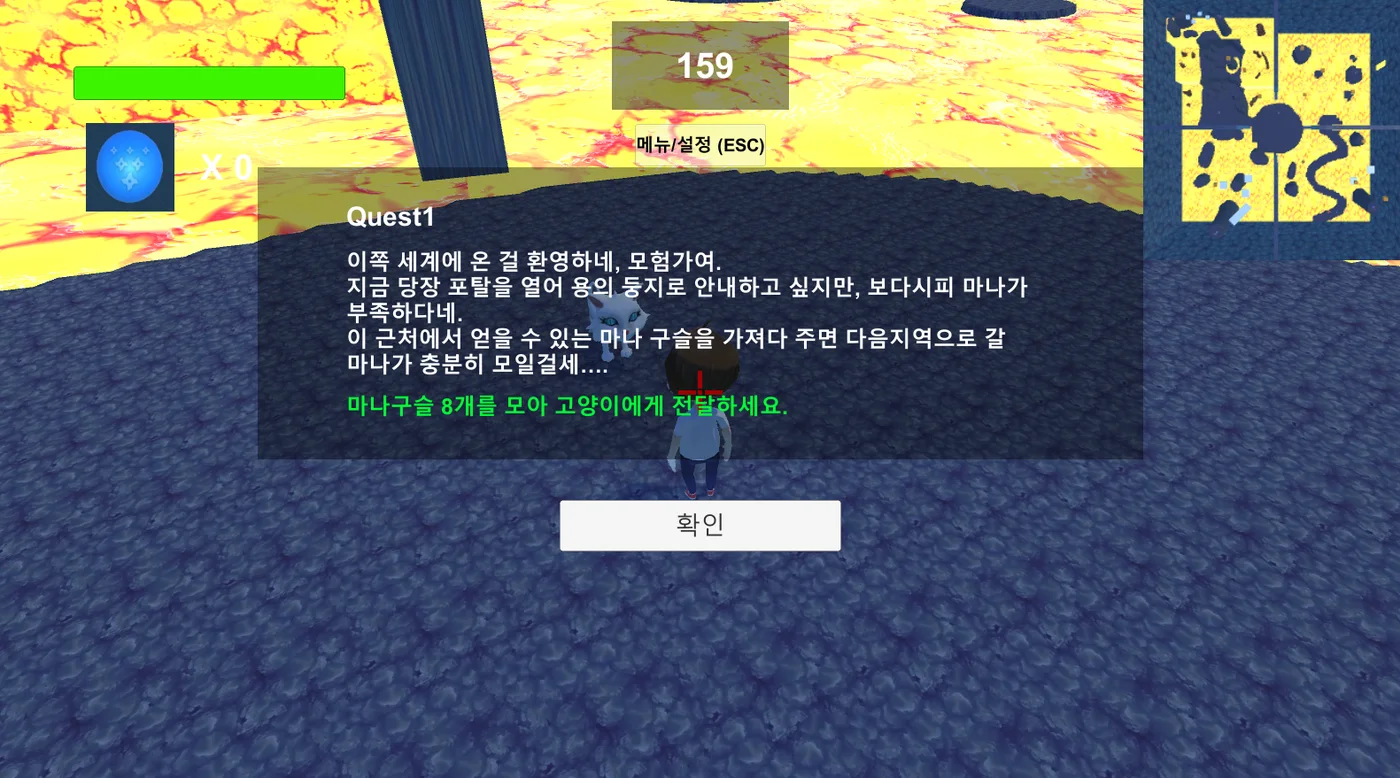 159
메뉴/설정 (ESC)
X 0
Quest1
이쪽 세계에 온 걸 환영하네, 모험가여.
지금 당장 포탈을 열어 용의 둥지로 안내하고 싶지만, 보다시피 마나가
부족하다네.
이 근처에서 얻을 수 있는 마나 구슬을 가져다 주면 다음지역으로 갈
마나가 충분히 모일걸세....
마나구슬 8개를 모아 고양이에게 전달하세요.
확인